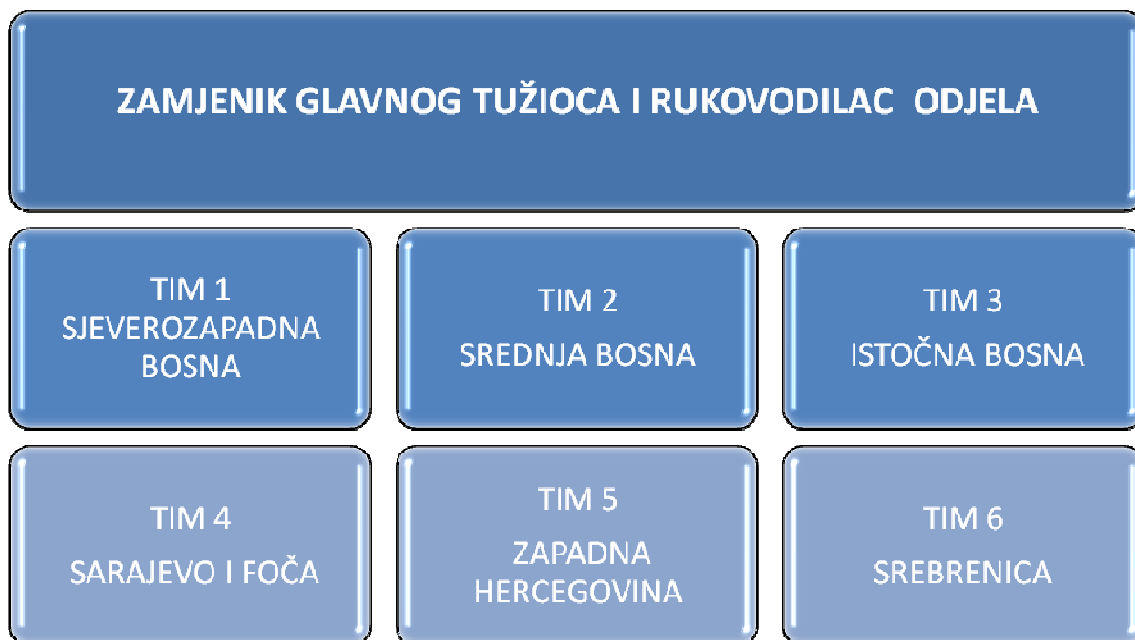 ZAMJENIK GLAVNOG TUŽIOCA I RUKOVODILAC ODJELA
TIM 1
SJEVEROZAPADNA
BOSNA
TIM 2
SREDNJA BOSNA
TIM 3
ISTOČNA BOSNA
TIM 4
SARAJEVO I FOČA
TIM 5
ZAPADNA
HERCEGOVINA
TIM 6
SREBRENICA